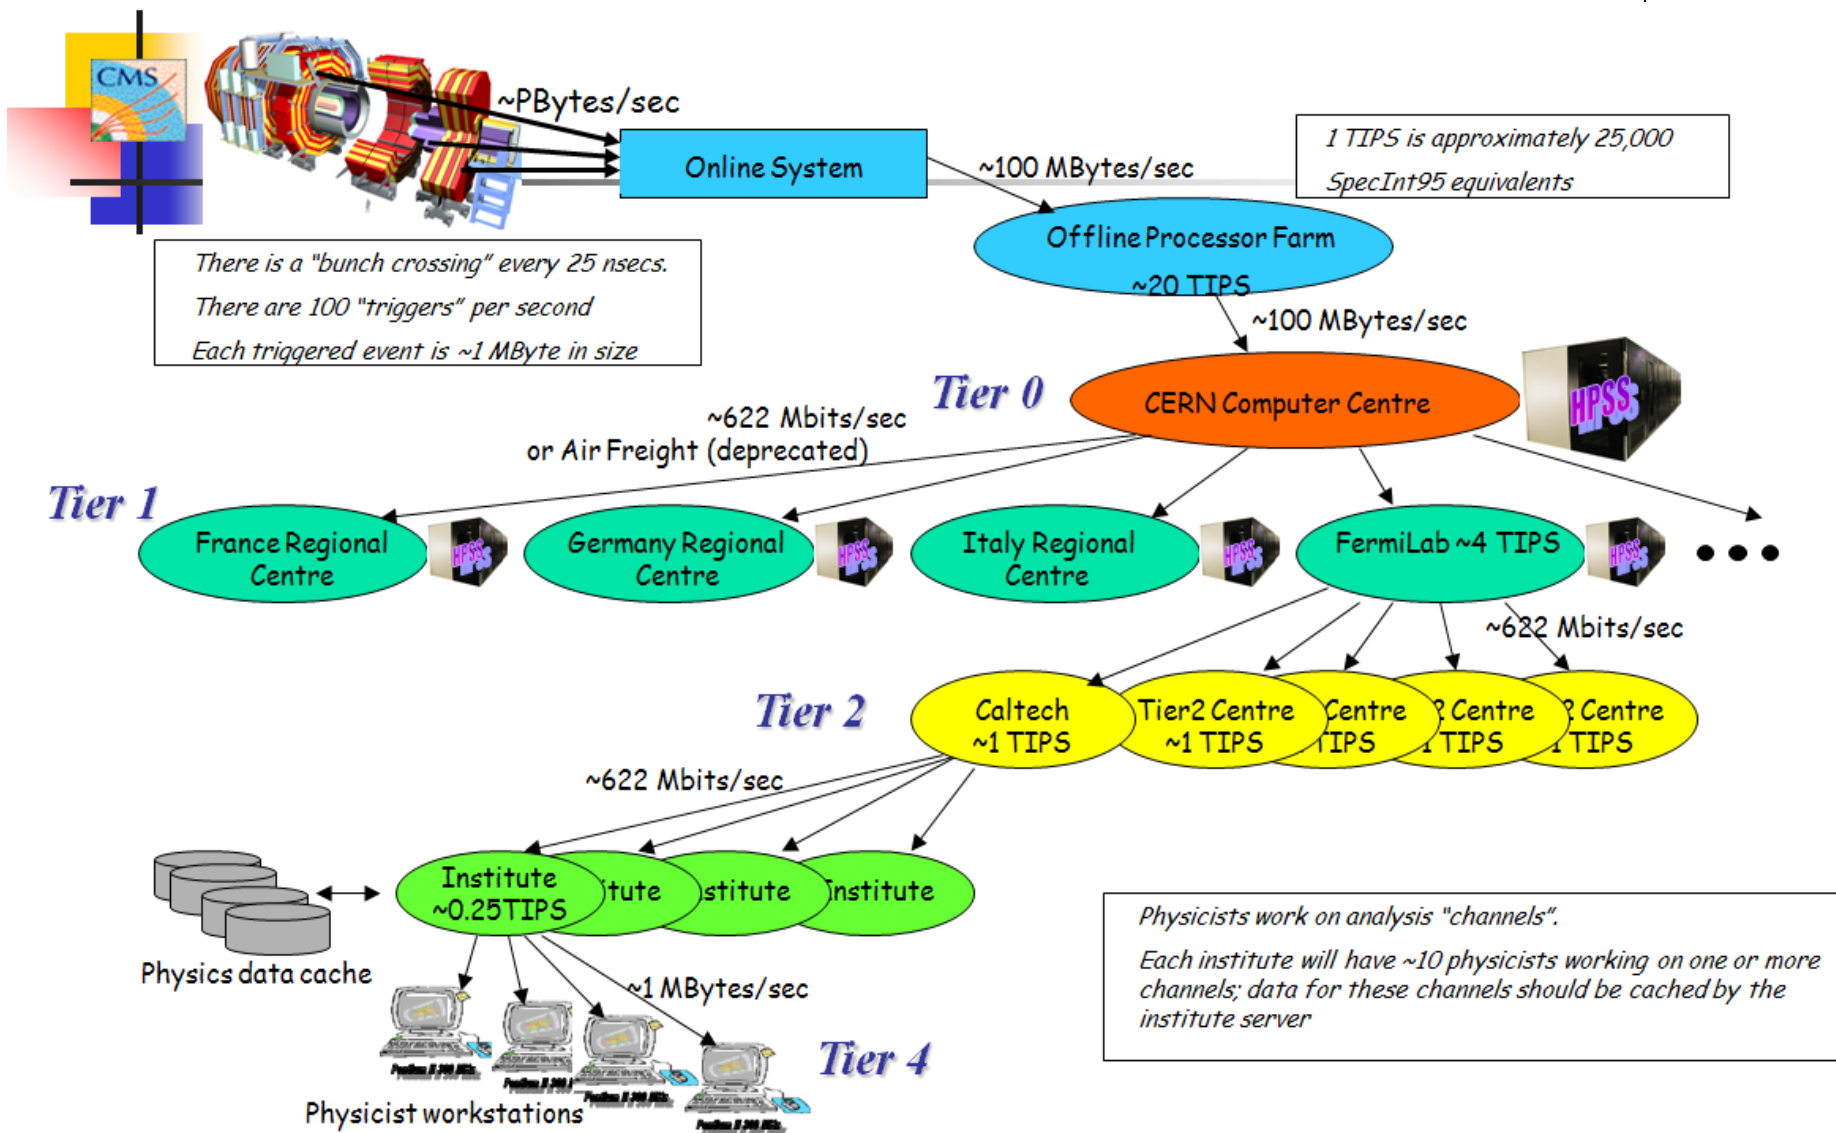 CMS
~PBytes/sec
Online System
~100 MBytes/sec
1 TIPS is approximately 25,000
SpecInt95 equivalents
Offline Processor Farm
~20 TIPS
There is a "bunch crossing" every 25 nsecs.
There are 100 "triggers" per second
Each triggered event is ~1 MByte in size
~100 MBytes/sec
Tier 0
CERN Computer Centre
HPSS
~622 Mbits/sec
or Air Freight (deprecated)
Tier 1
France Regional
Centre
HPSS
Germany Regional
Centre
HPSS
Italy Regional
Centre
HPSS
FermiLab ~4 TIPS
HPSS
~622 Mbits/sec
Tier 2
Caltech
~1 TIPS
Tier2 Centre
~1 TIPS
Centre
TIPS
2 Centre
1 TIPS
2 Centre
1 TIPS
~622 Mbits/sec
Institute
~0.25TIPS
tute
stitute
Institute
Physics data cache
~1 MBytes/sec
Physicists work on analysis "channels".
Each institute will have ~10 physicists working on one or more
channels; data for these channels should be cached by the
institute server
Tier 4
Physicist workstations